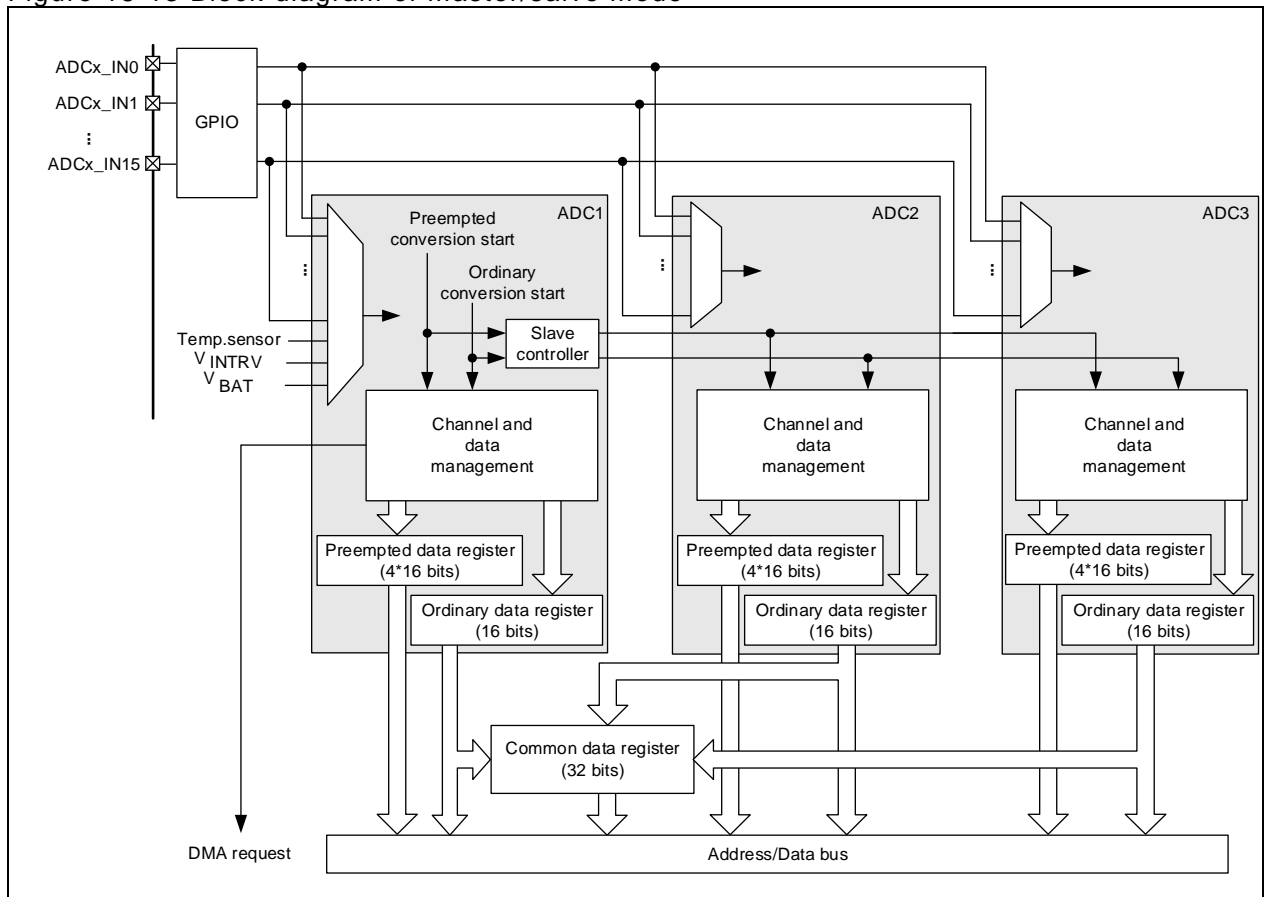 ADCx_IN0
ADCx_IN1
ADCx_IN15
GPIO
ADC1
Preempted
conversion start
Ordinary
conversion start
Slave
controller
Temp.sensor
V INTRV
V BAT
Channel and
data
management
Preempted data register
(4*16 bits)
Ordinary data register
(16 bits)
ADC2
Channel and
data
management
Preempted data register
(4*16 bits)
Ordinary data register
(16 bits)
ADC3
Channel and
data
management
Preempted data register
(4*16 bits)
Ordinary data register
(16 bits)
Common data register
(32 bits)
DMA request
Address/Data bus